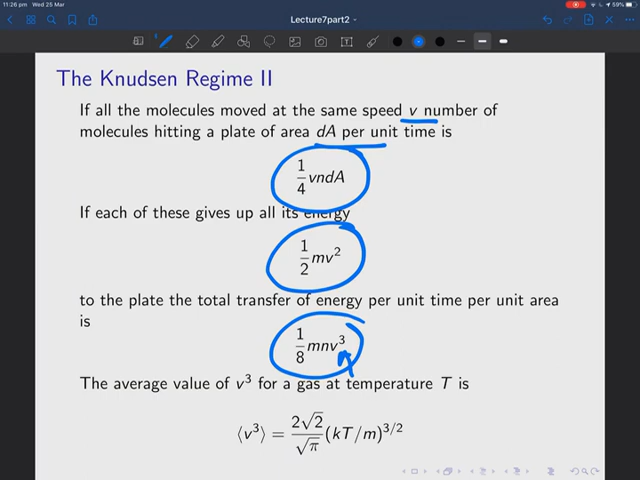 11:26 pm Wed 25 Mar
59%
Lecture7part2
The Knudsen Regime II
If all the molecules moved at the same speed v number of
molecules hitting a plate of area dA per unit time is
1/4 vndA
If each of these gives up all its energy
1/2 mv²
to the plate the total transfer of energy per unit time per unit area
is
1/8 mnv³
The average value of v³ for a gas at temperature T is
⟨v³⟩ = 2√2/√π (kT/m)^{3/2}